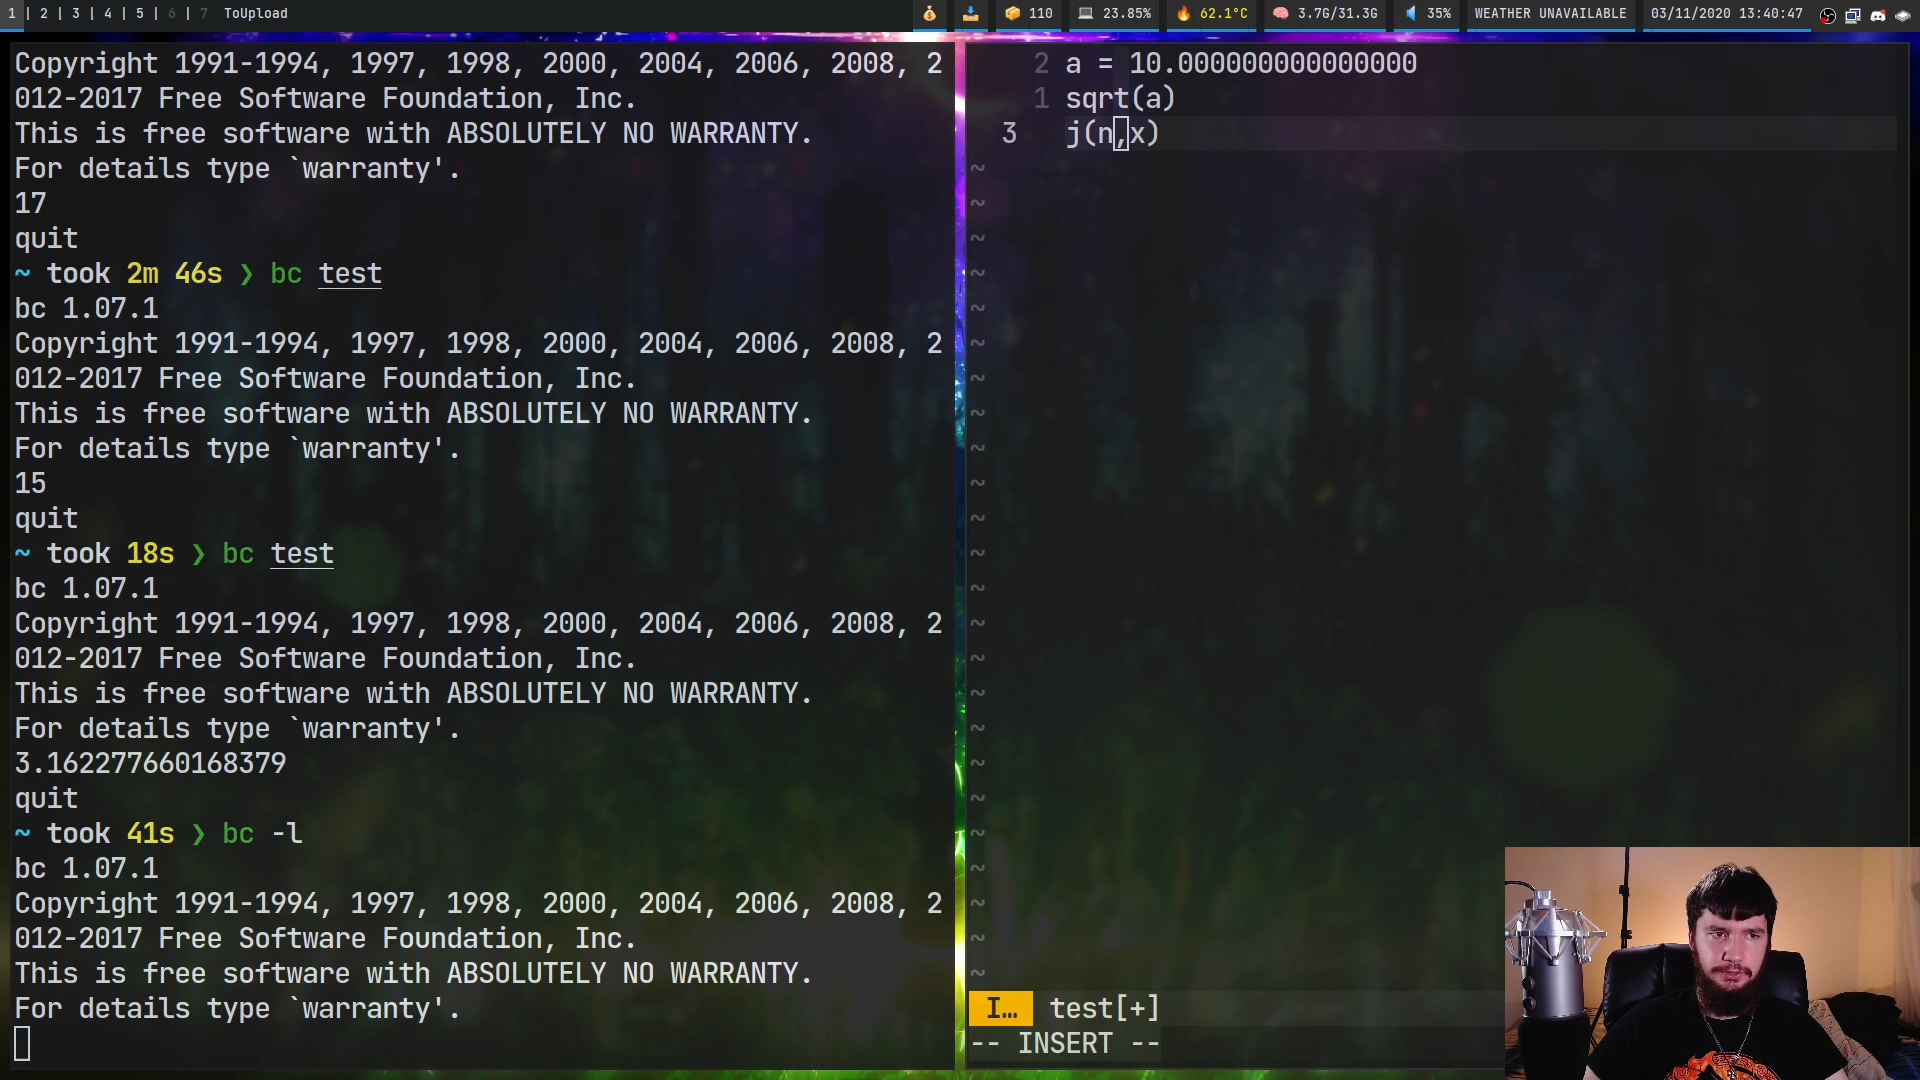 1 | 2 | 3 | 4 | 5 | 6 | 7 ToUpload
110 23.85% 62.1°C 3.7G/31.3G 35% WEATHER UNAVAILABLE 03/11/2020 13:40:47
Copyright 1991-1994, 1997, 1998, 2000, 2004, 2006, 2008, 2
012-2017 Free Software Foundation, Inc.
This is free software with ABSOLUTELY NO WARRANTY.
For details type `warranty'.
17
quit
~ took 2m 46s ❯ bc test
bc 1.07.1
Copyright 1991-1994, 1997, 1998, 2000, 2004, 2006, 2008, 2
012-2017 Free Software Foundation, Inc.
This is free software with ABSOLUTELY NO WARRANTY.
For details type `warranty'.
15
quit
~ took 18s ❯ bc test
bc 1.07.1
Copyright 1991-1994, 1997, 1998, 2000, 2004, 2006, 2008, 2
012-2017 Free Software Foundation, Inc.
This is free software with ABSOLUTELY NO WARRANTY.
For details type `warranty'.
3.162277660168379
quit
~ took 41s ❯ bc -l
bc 1.07.1
Copyright 1991-1994, 1997, 1998, 2000, 2004, 2006, 2008, 2
012-2017 Free Software Foundation, Inc.
This is free software with ABSOLUTELY NO WARRANTY.
For details type `warranty'.
2 a = 10.000000000000000
1 sqrt(a)
3 j(n,x)
I… test[+]
-- INSERT --